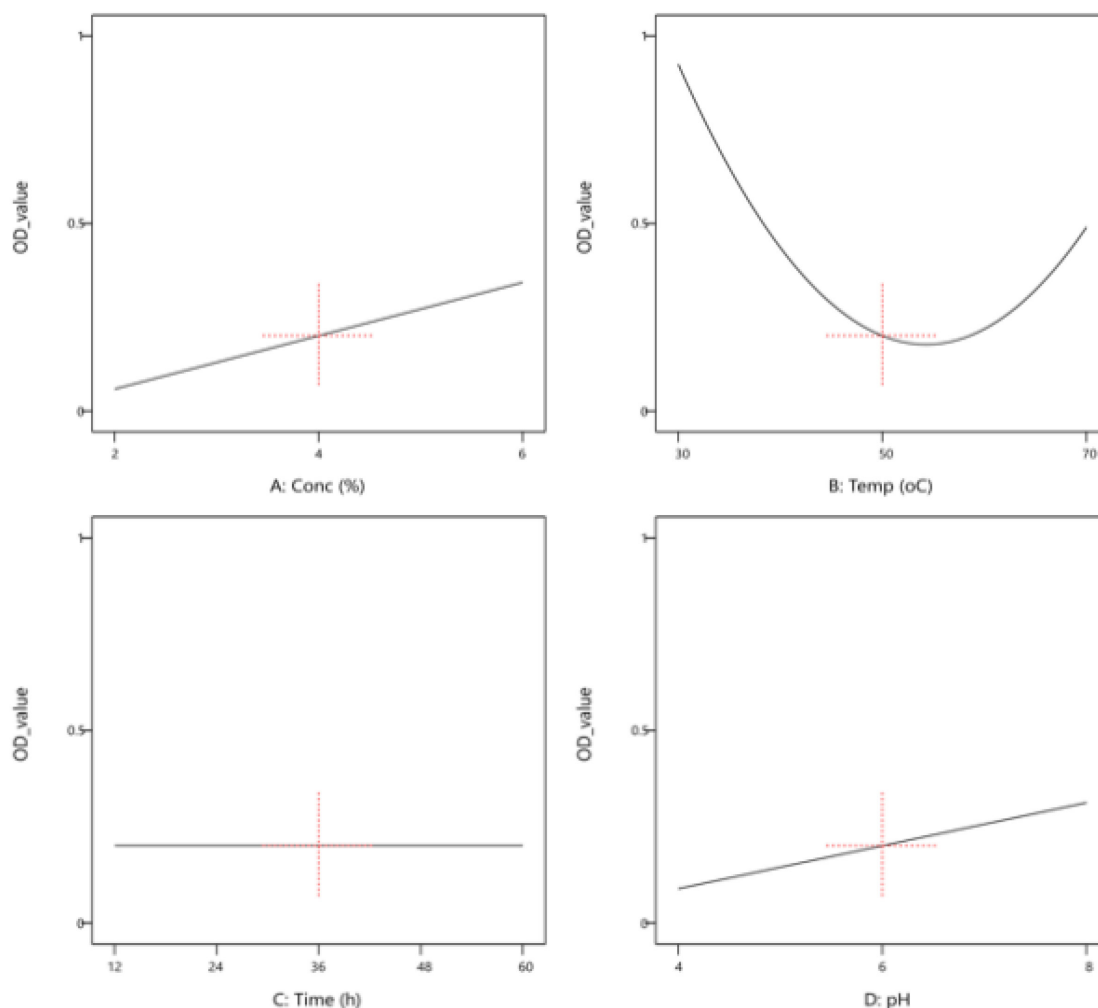 1
0.5
0
OD_value
2 4 6
A: Conc (%)
1
0.5
0
OD_value
30 50 70
B: Temp (oC)
1
0.5
0
OD_value
12 24 36 48 60
C: Time (h)
1
0.5
0
OD_value
4 6 8
D: pH